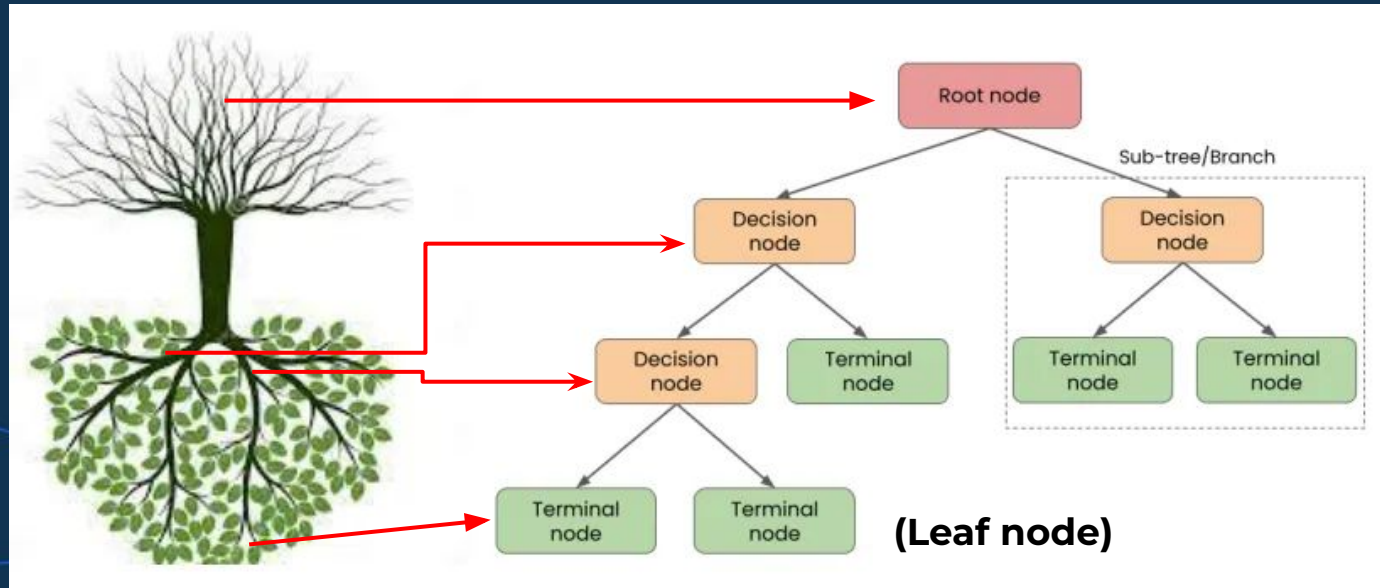 Root node
Sub-tree/Branch
Decision
node
Decision
node
Decision
node
Terminal
node
Terminal
node
Terminal
node
Terminal
node
Terminal
node
(Leaf node)